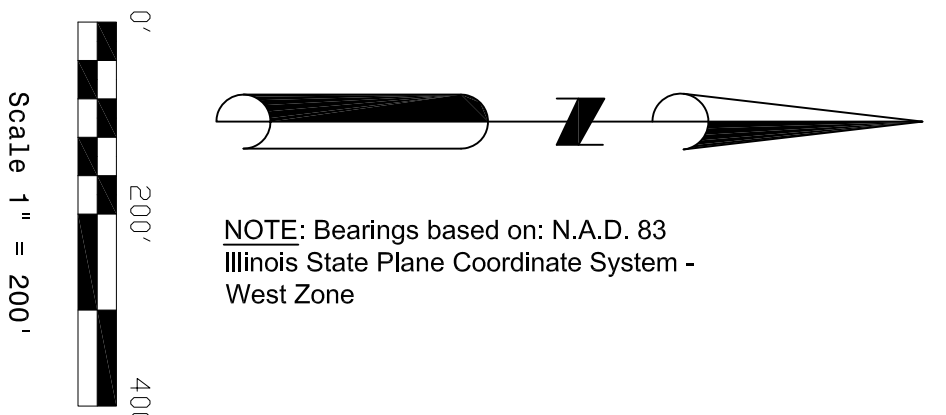 Scale 1" = 200'
0'
200'
400
N
NOTE: Bearings based on: N.A.D. 83
Illinois State Plane Coordinate System -
West Zone